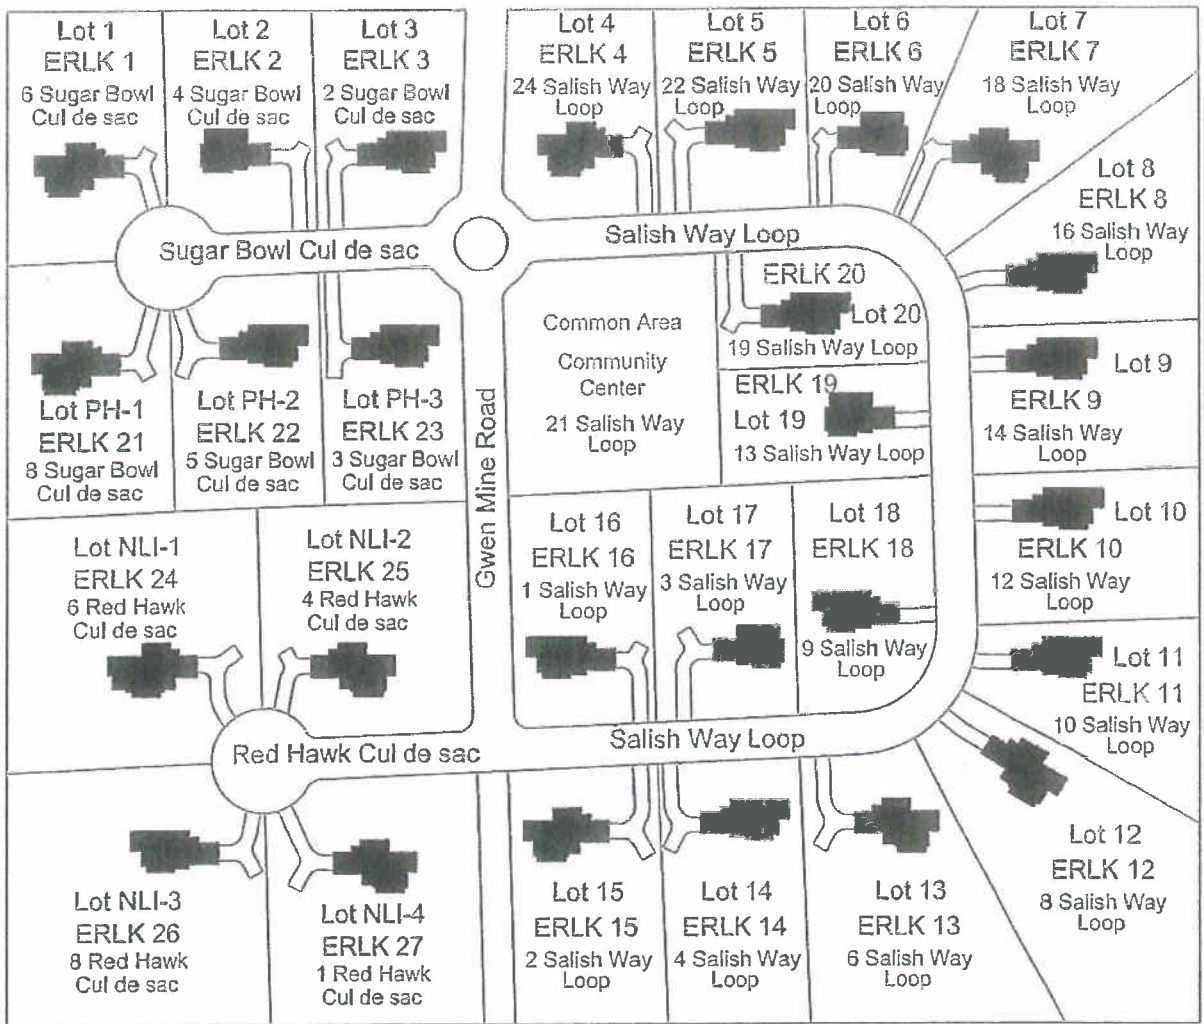 Lot 1
ERLK 1
6 Sugar Bowl
Cul de sac
Lot 2
ERLK 2
4 Sugar Bowl
Cul de sac
Lot 3
ERLK 3
2 Sugar Bowl
Cul de sac
Lot 4
ERLK 4
24 Salish Way
Loop
Lot 5
ERLK 5
22 Salish Way
Loop
Lot 6
ERLK 6
20 Salish Way
Loop
Lot 7
ERLK 7
18 Salish Way
Loop
Lot 8
ERLK 8
16 Salish Way
Loop
Sugar Bowl Cul de sac
Salish Way Loop
ERLK 20
Lot 20
19 Salish Way Loop
Common Area
Community
Center
21 Salish Way
Loop
ERLK 19
Lot 19
13 Salish Way Loop
Lot 9
ERLK 9
14 Salish Way
Loop
Lot PH-1
ERLK 21
8 Sugar Bowl
Cul de sac
Lot PH-2
ERLK 22
5 Sugar Bowl
Cul de sac
Lot PH-3
ERLK 23
3 Sugar Bowl
Cul de sac
Gwen Mine Road
Lot 10
ERLK 10
12 Salish Way
Loop
Lot NLI-1
ERLK 24
6 Red Hawk
Cul de sac
Lot NLI-2
ERLK 25
4 Red Hawk
Cul de sac
Lot 16
ERLK 16
1 Salish Way
Loop
Lot 17
ERLK 17
3 Salish Way
Loop
Lot 18
ERLK 18
9 Salish Way
Loop
Lot 11
ERLK 11
10 Salish Way
Loop
Red Hawk Cul de sac
Salish Way Loop
Lot 12
ERLK 12
8 Salish Way
Loop
Lot NLI-3
ERLK 26
8 Red Hawk
Cul de sac
Lot NLI-4
ERLK 27
1 Red Hawk
Cul de sac
Lot 15
ERLK 15
2 Salish Way
Loop
Lot 14
ERLK 14
4 Salish Way
Loop
Lot 13
ERLK 13
6 Salish Way
Loop